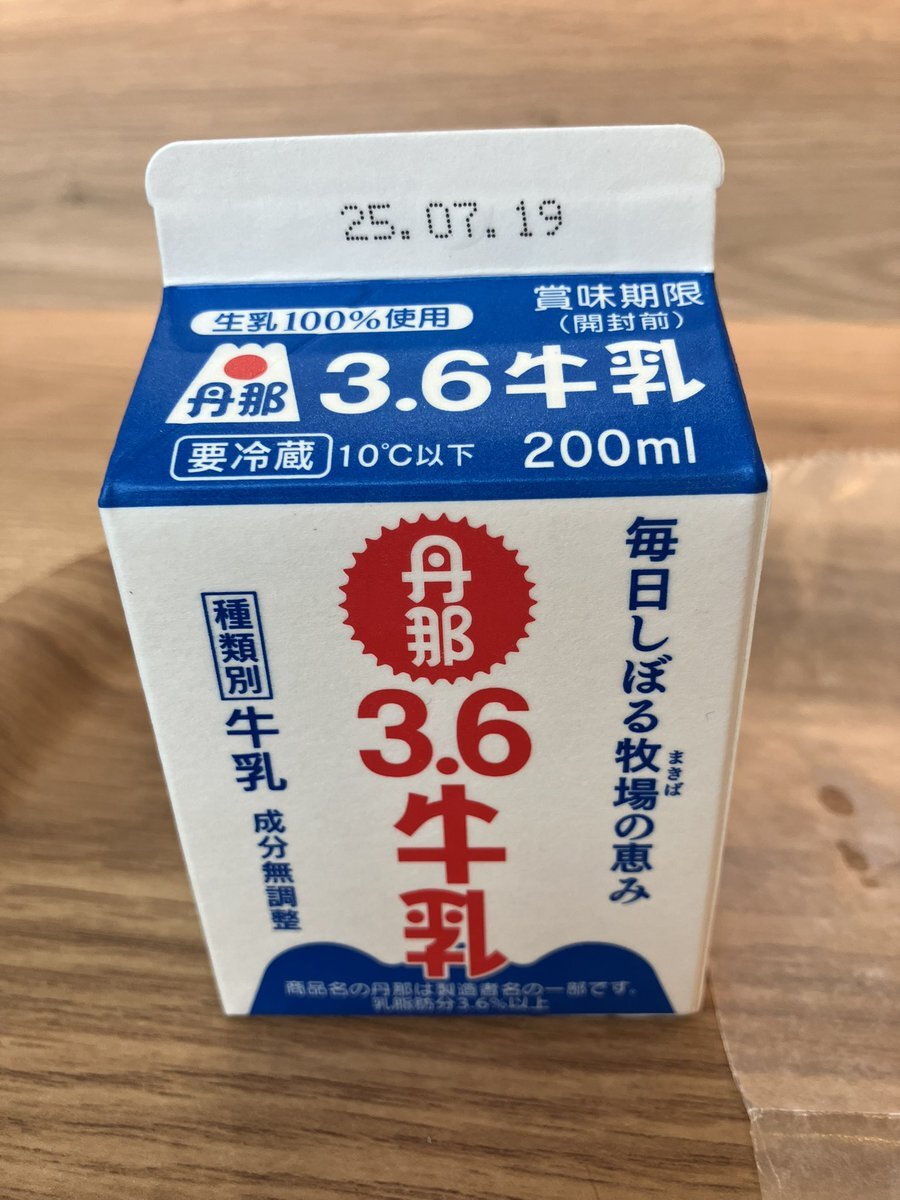 25.07.19
賞味期限
(開封前)
生乳100%使用
丹那
3.6牛乳
要冷蔵 10℃以下 200ml
丹那
3.6
牛乳
毎日しぼる牧場の恵み
まきば
種類別 牛乳
成分無調整
商品名の丹那は製造者名の一部です。
乳脂肪分3.6%以上